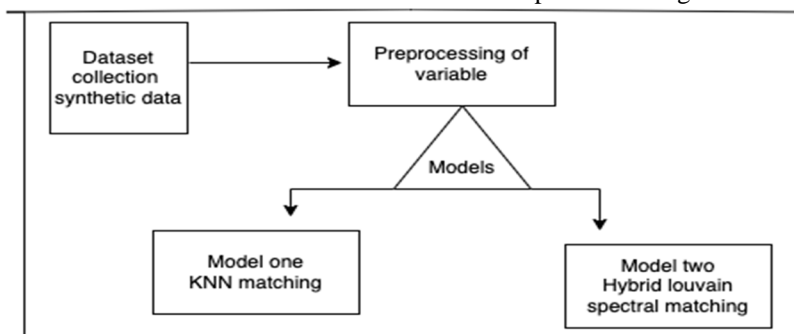 Dataset
collection
synthetic data
Preprocessing of
variable
Models
Model one
KNN matching
Model two
Hybrid louvain
spectral matching